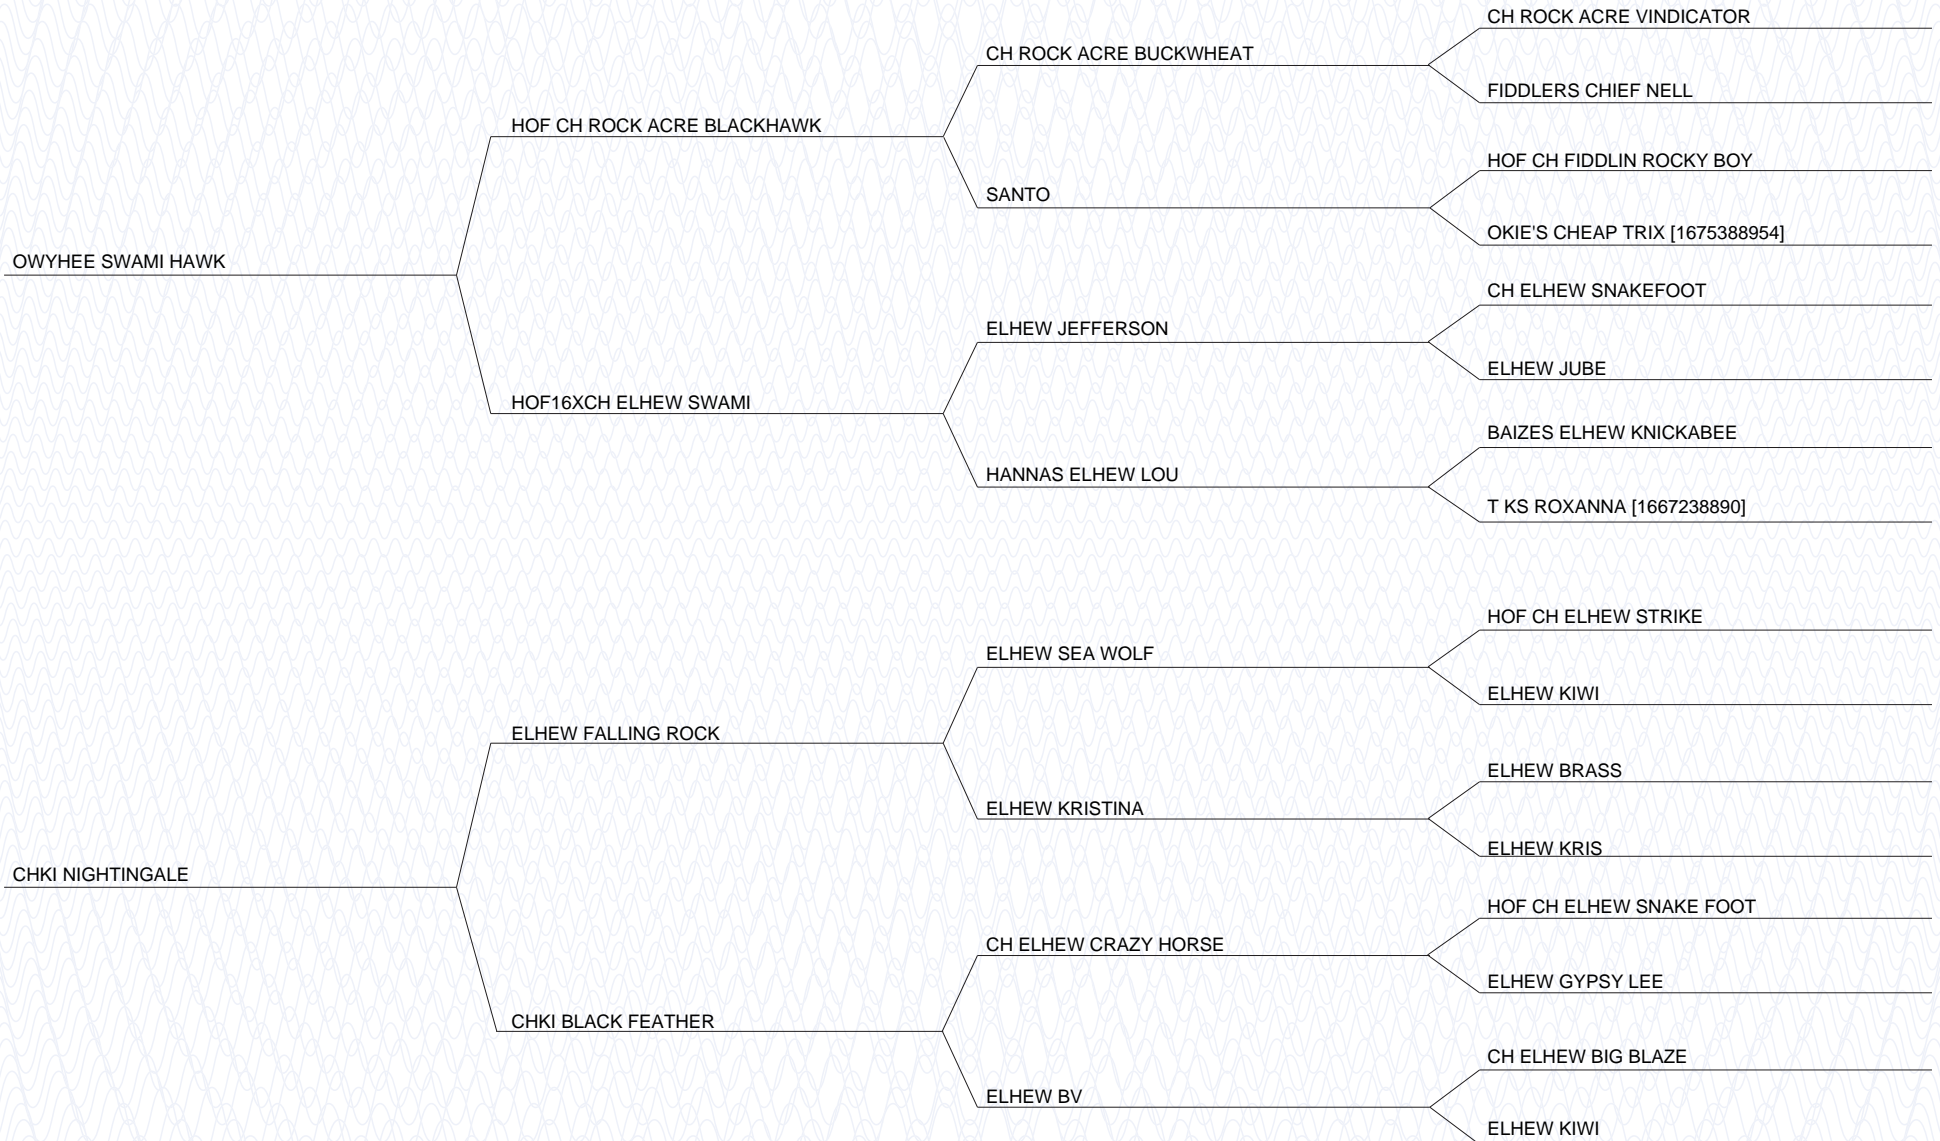 CH ROCK ACRE VINDICATOR
CH ROCK ACRE BUCKWHEAT
FIDDLERS CHIEF NELL
HOF CH ROCK ACRE BLACKHAWK
HOF CH FIDDLIN ROCKY BOY
SANTO
OKIE'S CHEAP TRIX [1675388954]
OWYHEE SWAMI HAWK
CH ELHEW SNAKEFOOT
ELHEW JEFFERSON
ELHEW JUBE
HOF16XCH ELHEW SWAMI
BAIZES ELHEW KNICKABEE
HANNAS ELHEW LOU
T KS ROXANNA [1667238890]
HOF CH ELHEW STRIKE
ELHEW SEA WOLF
ELHEW KIWI
ELHEW FALLING ROCK
ELHEW BRASS
ELHEW KRISTINA
ELHEW KRIS
CHKI NIGHTINGALE
HOF CH ELHEW SNAKE FOOT
CH ELHEW CRAZY HORSE
ELHEW GYPSY LEE
CHKI BLACK FEATHER
CH ELHEW BIG BLAZE
ELHEW BV
ELHEW KIWI